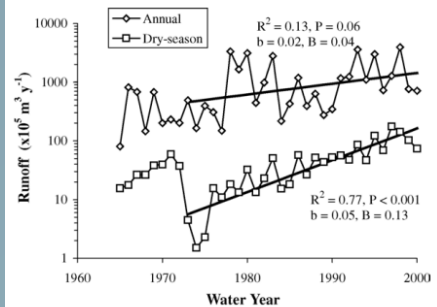 Annual
Dry-season
R² = 0.13, P = 0.06
b = 0.02, B = 0.04
10000
1000
100
10
1
Runoff (x10⁵ m³ y⁻¹)
R² = 0.77, P < 0.001
b = 0.05, B = 0.13
1960
1970
1980
1990
2000
Water Year